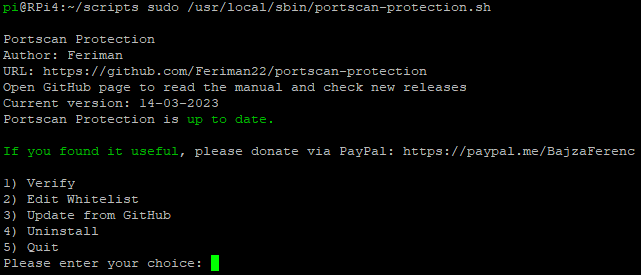 pi@RPi4:~/scripts sudo /usr/local/sbin/portscan-protection.sh
Portscan Protection
Author: Feriman
URL: https://github.com/Feriman22/portscan-protection
Open GitHub page to read the manual and check new releases
Current version: 14-03-2023
Portscan Protection is up to date.
If you found it useful, please donate via PayPal: https://paypal.me/BajzaFerenc
1) Verify
2) Edit Whitelist
3) Update from GitHub
4) Uninstall
5) Quit
Please enter your choice: